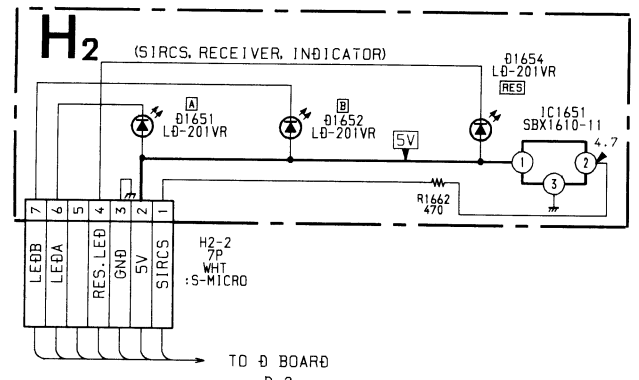 H2
(SIRCS, RECEIVER, INDICATOR)
D1654
LD-201VR
RES
A
D1651
LD-201VR
B
D1652
LD-201VR
5V
IC1651
SBX1610-11
4.7
1
2
3
R1662
470
7 6 5 4 3 2 1
LEDB
LEDA
RES.LED
GND
5V
SIRCS
H2-2
7P
WHT
:S-MICRO
TO D BOARD